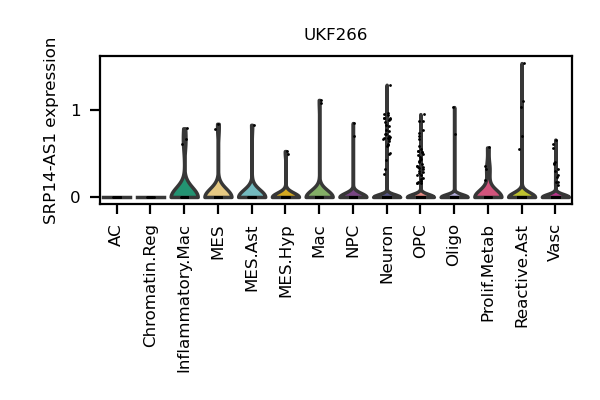 UKF266
SRP14-AS1 expression
1
0
AC
Chromatin.Reg
Inflammatory.Mac
MES
MES.Ast
MES.Hyp
Mac
NPC
Neuron
OPC
Oligo
Prolif.Metab
Reactive.Ast
Vasc